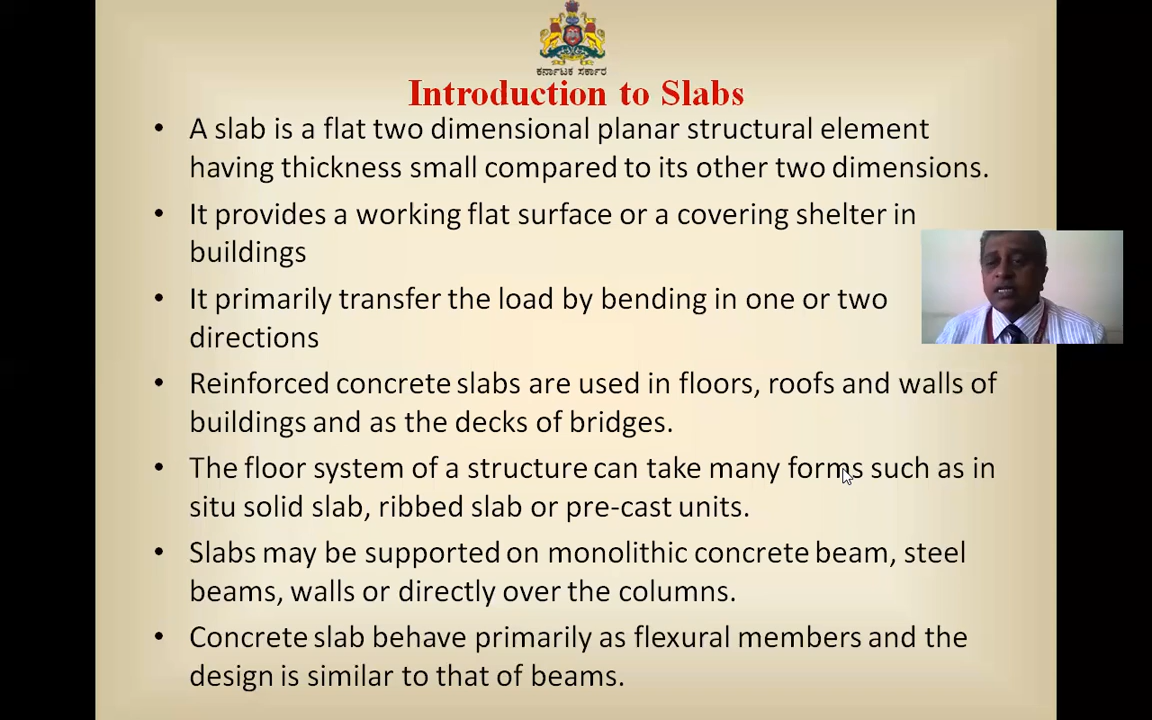 ಕರ್ನಾಟಕ ಸರ್ಕಾರ
Introduction to Slabs
• A slab is a flat two dimensional planar structural element
having thickness small compared to its other two dimensions.
• It provides a working flat surface or a covering shelter in
buildings
• It primarily transfer the load by bending in one or two
directions
• Reinforced concrete slabs are used in floors, roofs and walls of
buildings and as the decks of bridges.
• The floor system of a structure can take many forms such as in
situ solid slab, ribbed slab or pre-cast units.
• Slabs may be supported on monolithic concrete beam, steel
beams, walls or directly over the columns.
• Concrete slab behave primarily as flexural members and the
design is similar to that of beams.